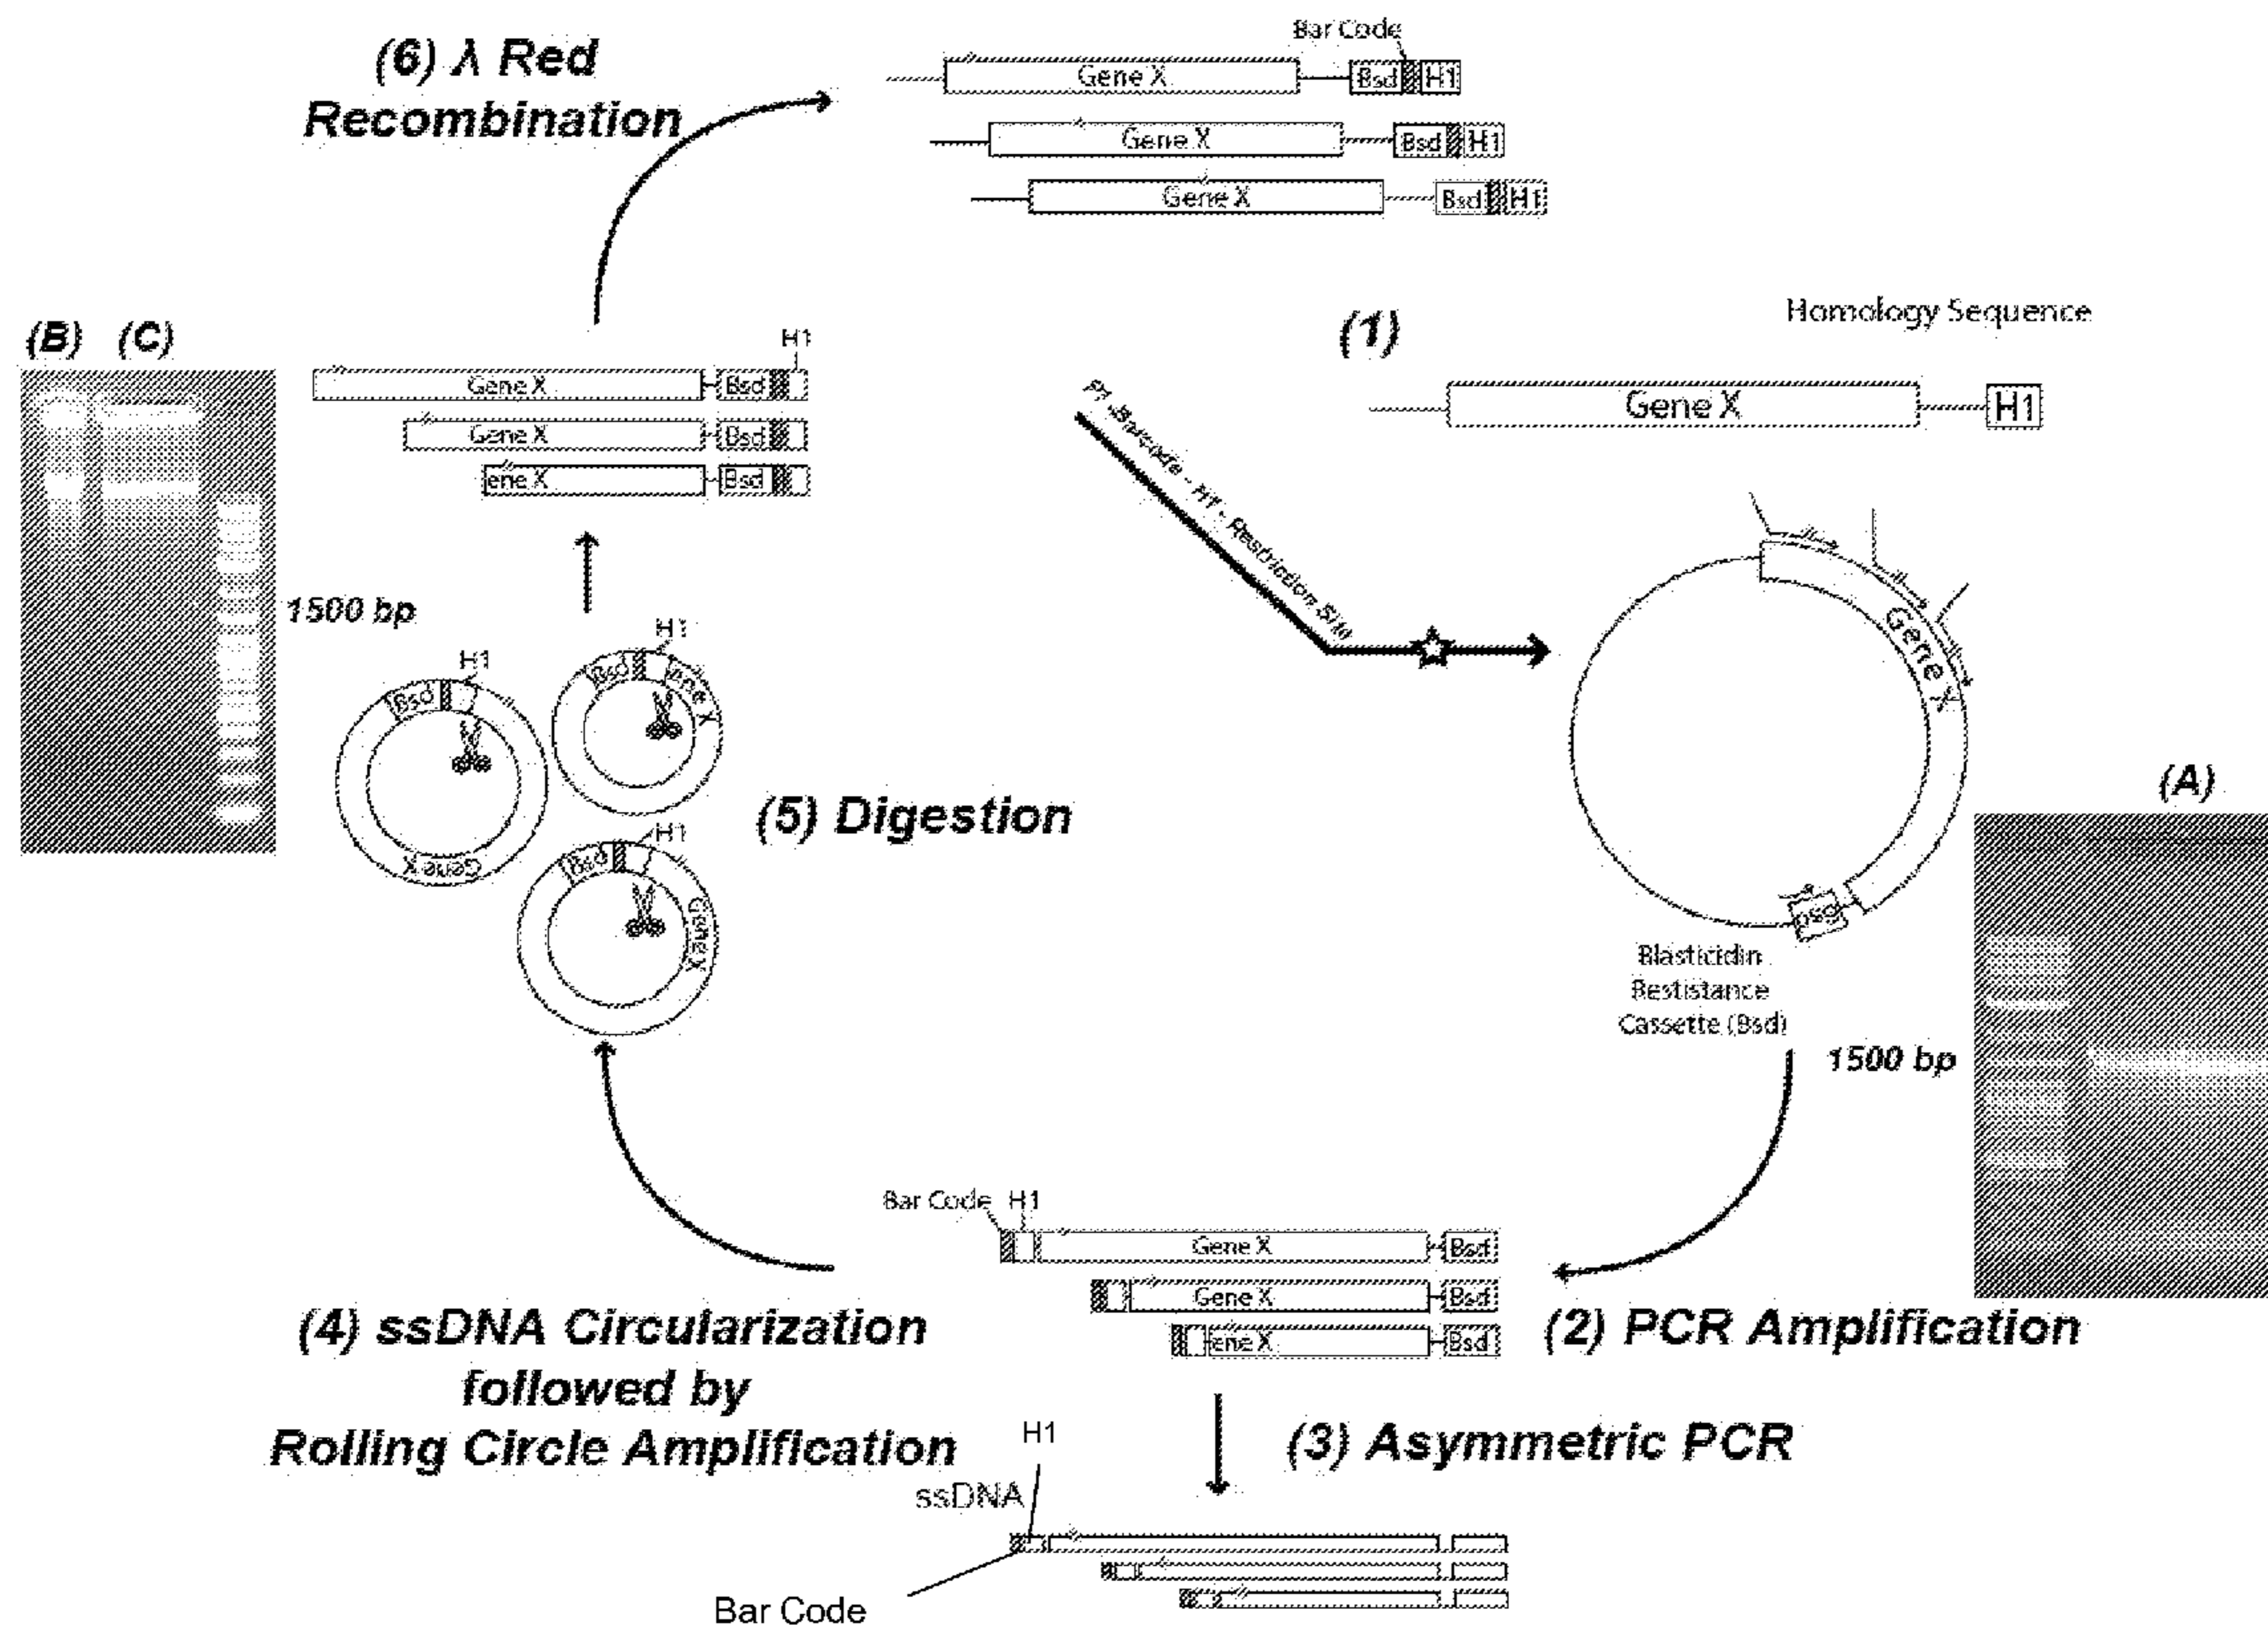 (6) λ Red
Recombination
Bar Code
Gene X
Bsd
H1
Gene X
Bsd
H1
Gene X
Bsd
H1
(B) (C)
H1
Gene X
Bsd
Gene X
Bsd
ene X
Bsd
1500 bp
(1)
Homology Sequence
Gene X
H1
Barcode - H1 - Restriction Site
Gene X
Bsd
Blasticidin
Restistance
Cassette (Bsd)
(A)
1500 bp
H1
Bsd
Gene X
H1
Bsd
ene X
H1
Bsd
Gene X
(5) Digestion
(4) ssDNA Circularization
followed by
Rolling Circle Amplification
Bar Code H1
Gene X
Bsd
Gene X
Bsd
ene X
Bsd
(2) PCR Amplification
(3) Asymmetric PCR
H1
ssDNA
Bar Code